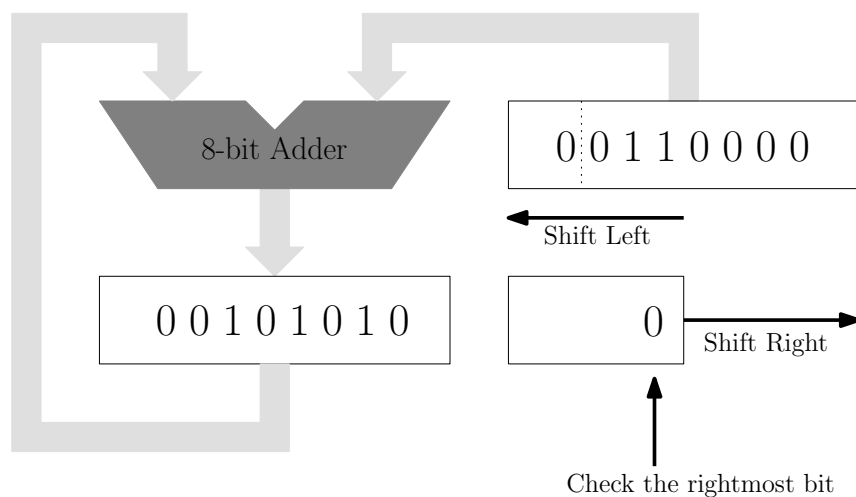 8-bit Adder
0 0 1 1 0 0 0 0
Shift Left
0 0 1 0 1 0 1 0
0
Shift Right
Check the rightmost bit